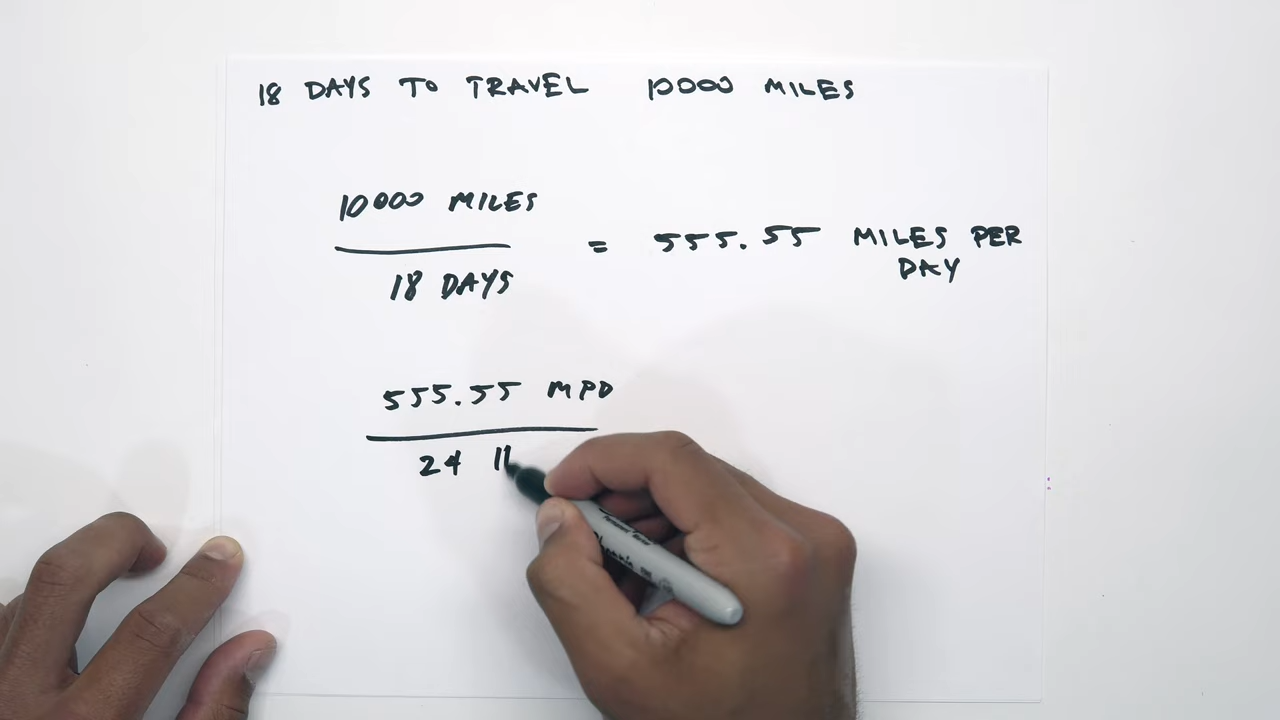 18 DAYS TO TRAVEL 10000 MILES
10000 MILES
18 DAYS
= 555.55 MILES PER
DAY
555.55 MPD
24